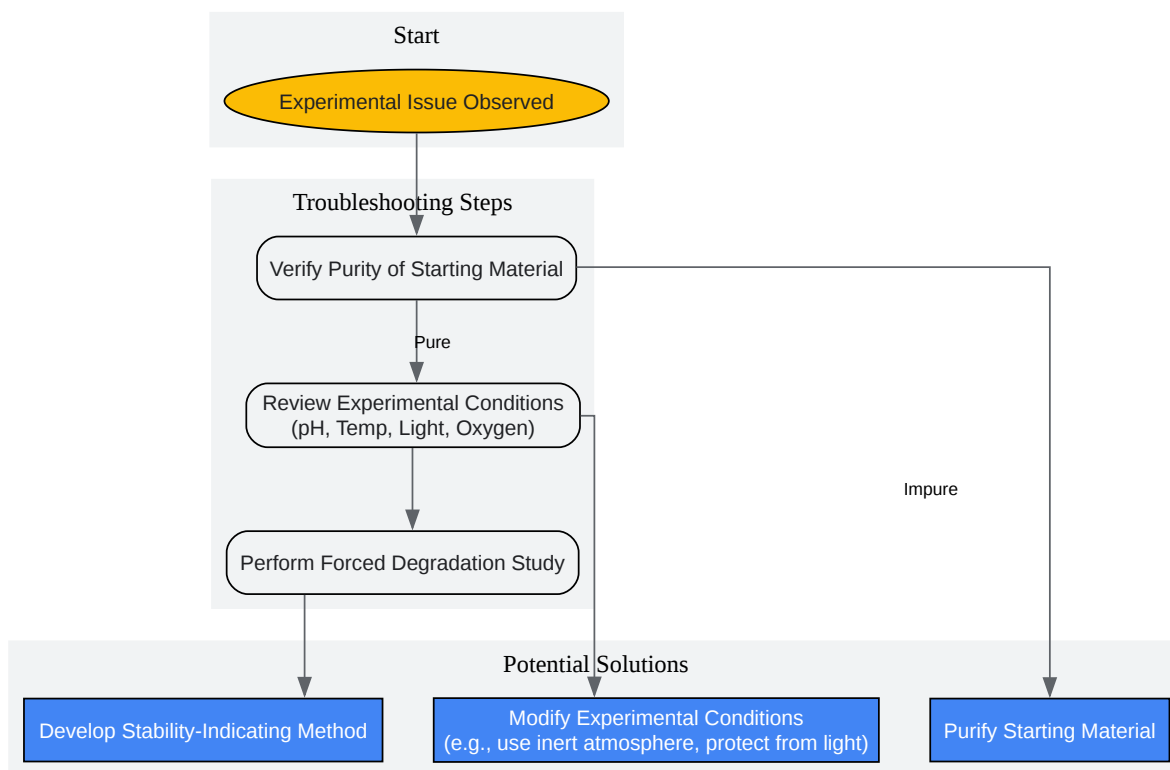 Start
Experimental Issue Observed
Troubleshooting Steps
Verify Purity of Starting Material
Pure
Review Experimental Conditions
(pH, Temp, Light, Oxygen)
Impure
Perform Forced Degradation Study
Potential Solutions
Develop Stability-Indicating Method
Modify Experimental Conditions
(e.g., use inert atmosphere, protect from light)
Purify Starting Material